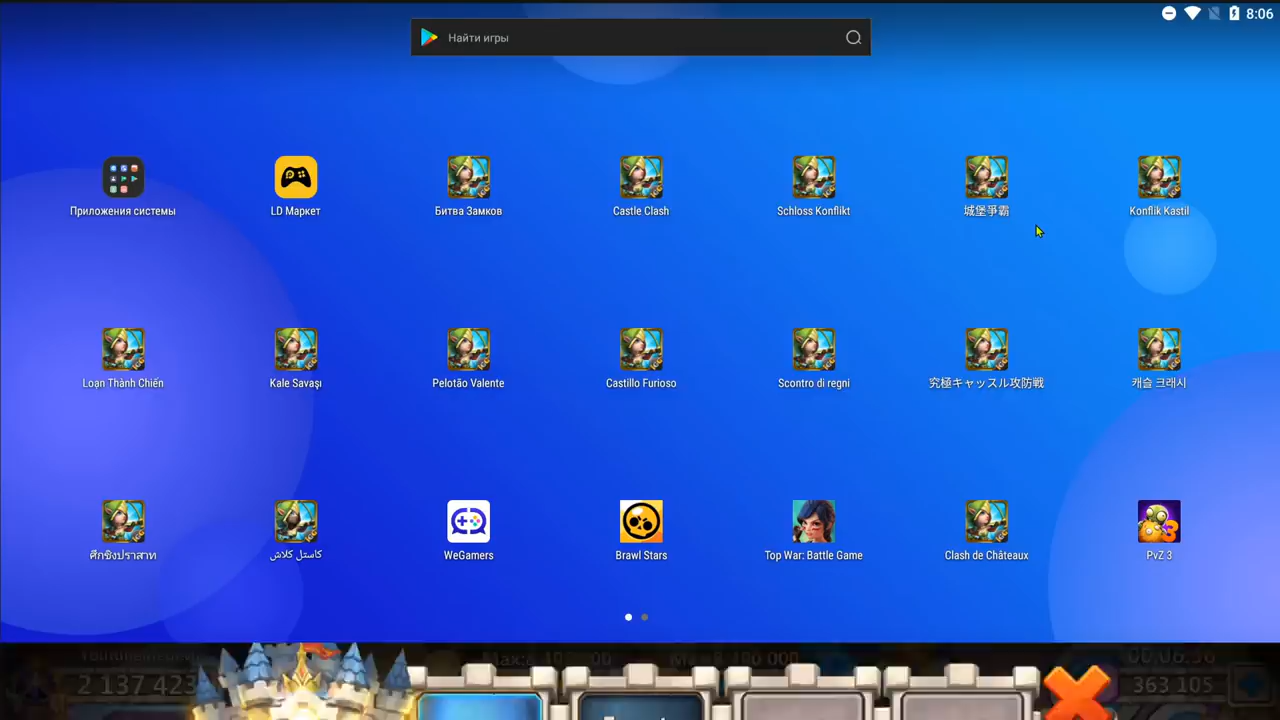 8:06
Найти игры
Приложения системы
LD Маркет
Битва Замков
Castle Clash
Schloss Konflikt
城堡爭霸
Konflik Kastil
Loạn Thành Chiến
Kale Savaşı
Pelotão Valente
Castillo Furioso
Scontro di regni
究極キャッスル攻防戦
캐슬 크래시
ศึกชิงปราสาท
كاستل كلاش
WeGamers
Brawl Stars
Top War: Battle Game
Clash de Châteaux
PvZ 3
2 137 423
363 105